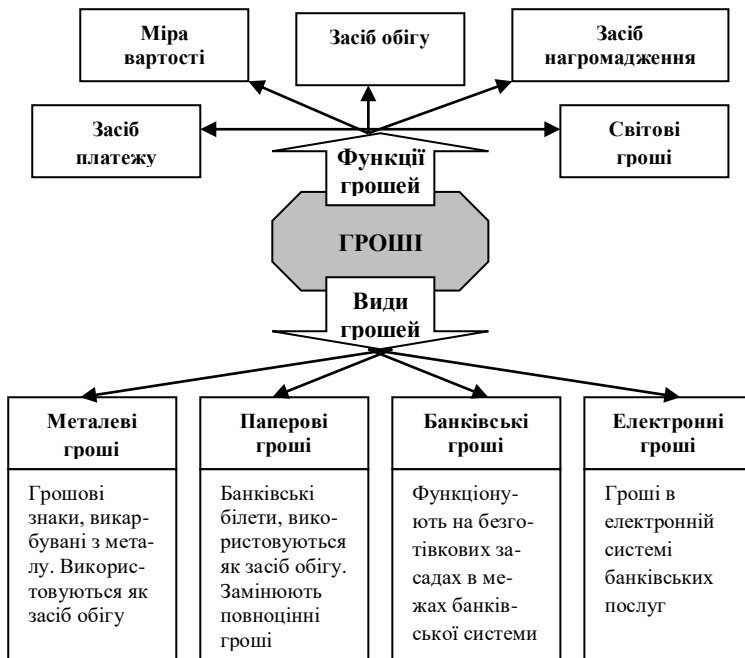 Міра
вартості
Засіб обігу
Засіб
нагромадження
Засіб
платежу
Світові
гроші
Функції
грошей
ГРОШІ
Види
грошей
Металеві
гроші
Грошові
знаки, викар-
бувані з мета-
лу. Використ-
товуються як
засіб обігу
Паперові
гроші
Банківські
білети, вико-
ристовуються
як засіб обігу.
Замінюють
повноцінні
гроші
Банківські
гроші
Функціону-
ють на безго-
тівкових за-
садах в ме-
жах банків-
ської системи
Електронні
гроші
Гроші в
електронній
системі
банківських
послуг